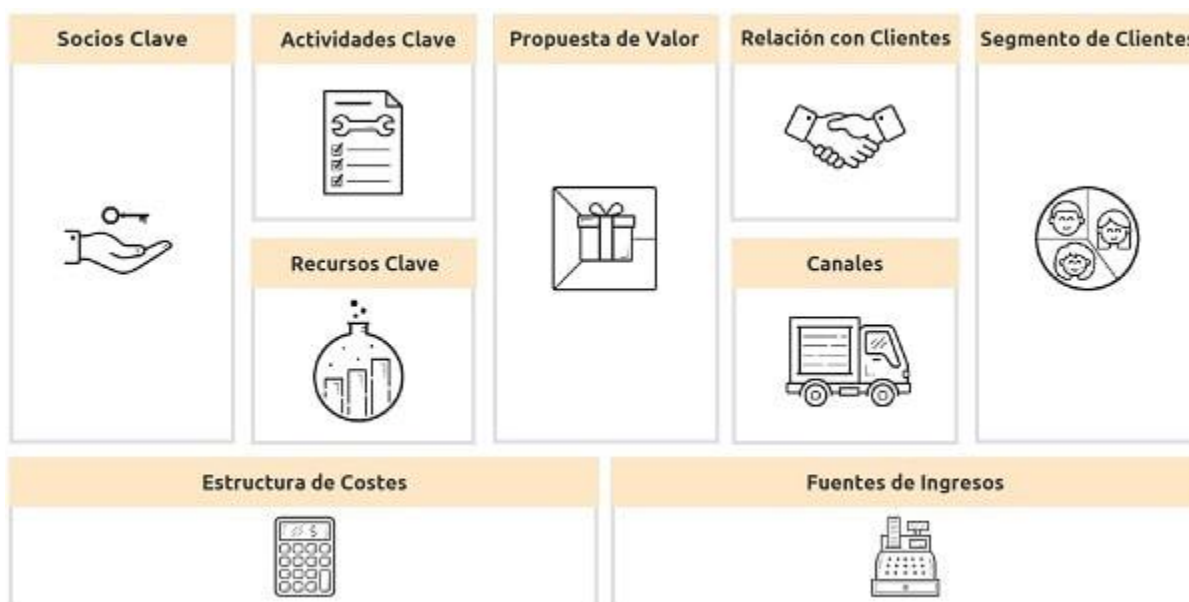 Socios Clave
Actividades Clave
Propuesta de Valor
Relación con Clientes
Segmento de Clientes
Recursos Clave
Canales
Estructura de Costes
Fuentes de Ingresos